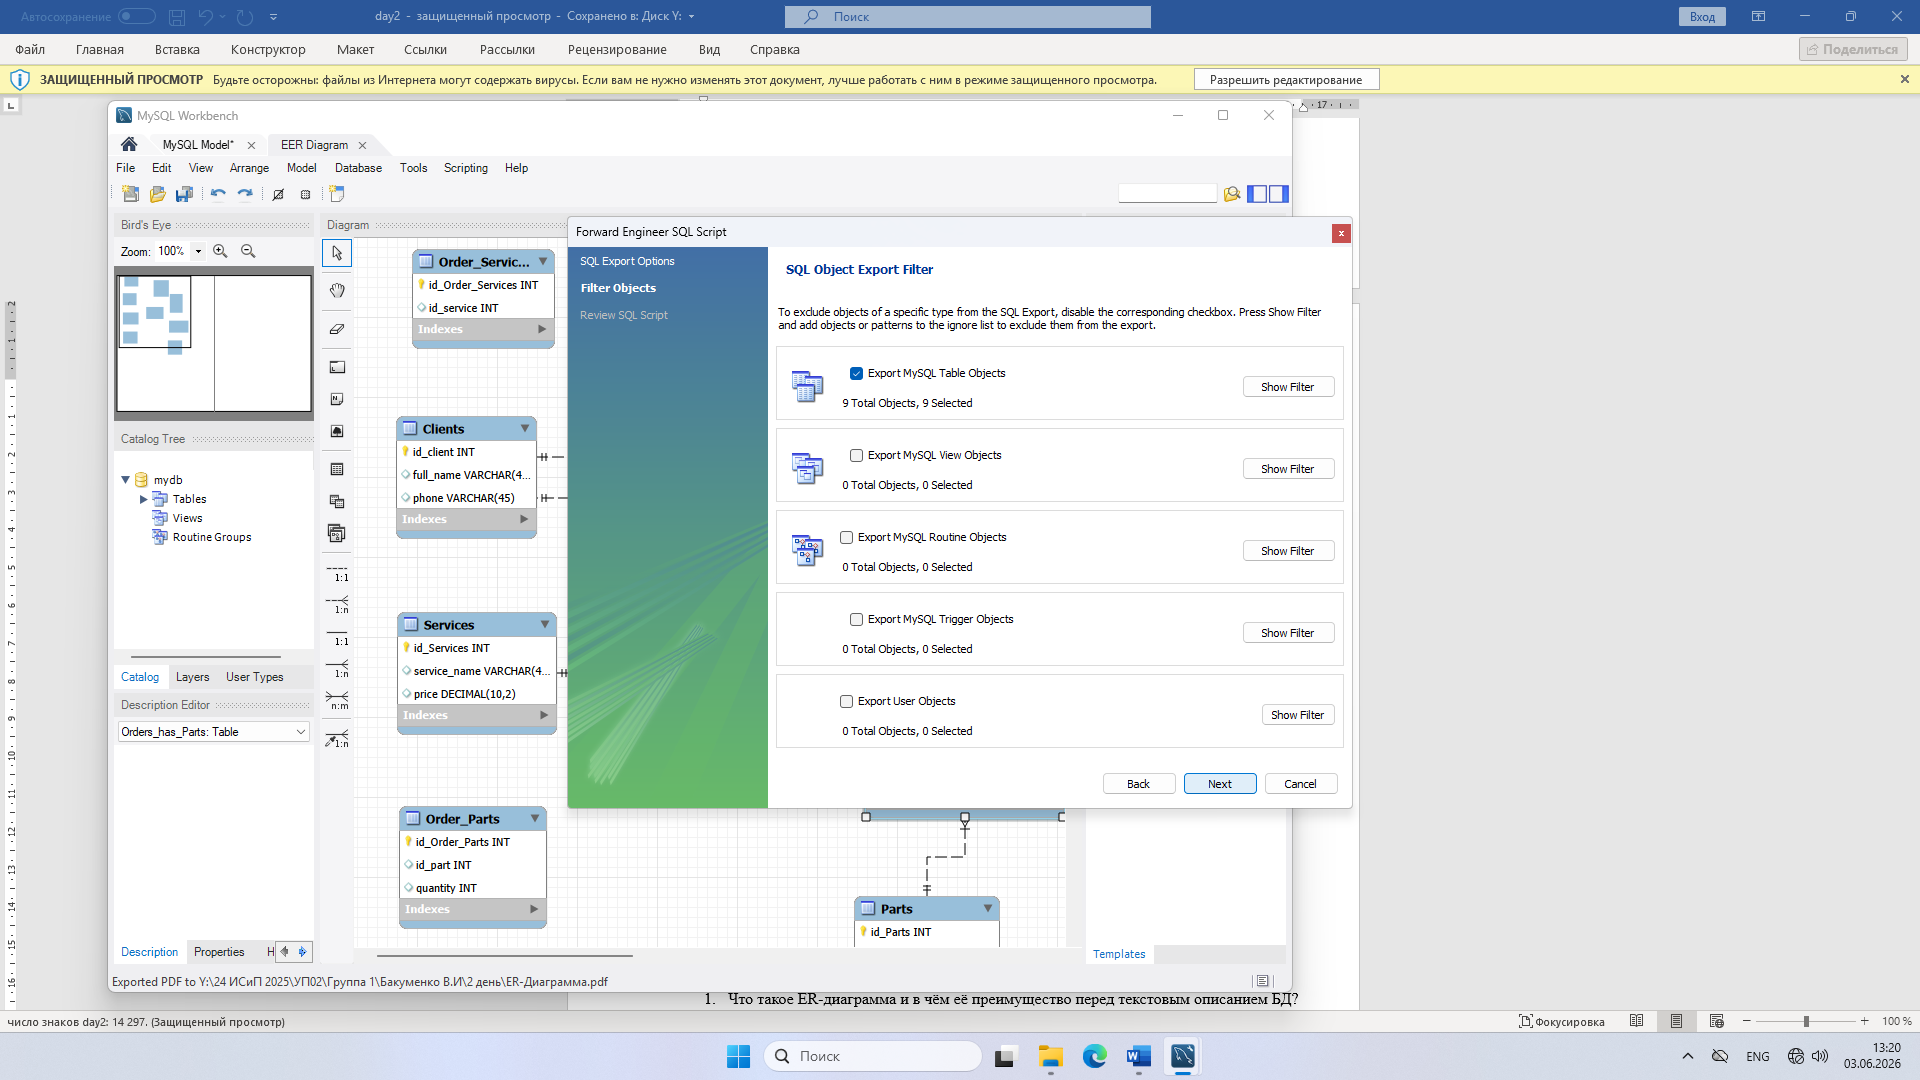 Автосохранение
day2 - защищенный просмотр - Сохранено в: Диск Y:
Поиск
Вход
Файл
Главная
Вставка
Конструктор
Макет
Ссылки
Рассылки
Рецензирование
Вид
Справка
Поделиться
ЗАЩИЩЕННЫЙ ПРОСМОТР Будьте осторожны: файлы из Интернета могут содержать вирусы. Если вам не нужно изменять этот документ, лучше работать с ним в режиме защищенного просмотра.
Разрешить редактирование
17
MySQL Workbench
MySQL Model*
EER Diagram
File Edit View Arrange Model Database Tools Scripting Help
Bird's Eye
Zoom: 100%
Catalog Tree
mydb
Tables
Views
Routine Groups
Catalog Layers User Types
Description Editor
Orders_has_Parts: Table
Description Properties H
Diagram
1:1
1:n
1:1
1:n
n:m
1:n
Order_Servic...
id_Order_Services INT
id_service INT
Indexes
Clients
id_client INT
full_name VARCHAR(4...
phone VARCHAR(45)
Indexes
Services
id_Services INT
service_name VARCHAR(4...
price DECIMAL(10,2)
Indexes
Order_Parts
id_Order_Parts INT
id_part INT
quantity INT
Indexes
Parts
id_Parts INT
Templates
Forward Engineer SQL Script
SQL Export Options
Filter Objects
Review SQL Script
SQL Object Export Filter
To exclude objects of a specific type from the SQL Export, disable the corresponding checkbox. Press Show Filter
and add objects or patterns to the ignore list to exclude them from the export.
Export MySQL Table Objects
9 Total Objects, 9 Selected
Show Filter
Export MySQL View Objects
0 Total Objects, 0 Selected
Show Filter
Export MySQL Routine Objects
0 Total Objects, 0 Selected
Show Filter
Export MySQL Trigger Objects
0 Total Objects, 0 Selected
Show Filter
Export User Objects
0 Total Objects, 0 Selected
Show Filter
Back
Next
Cancel
Exported PDF to Y:\24 ИСиП 2025\УП02\Группа 1\Бакуменко В.И\2 день\ER-Диаграмма.pdf
1. Что такое ER-диаграмма и в чём её преимущество перед текстовым описанием БД?
число знаков day2: 14 297. (Защищенный просмотр)
Фокусировка
100 %
Поиск
ENG
13:20
03.06.2026